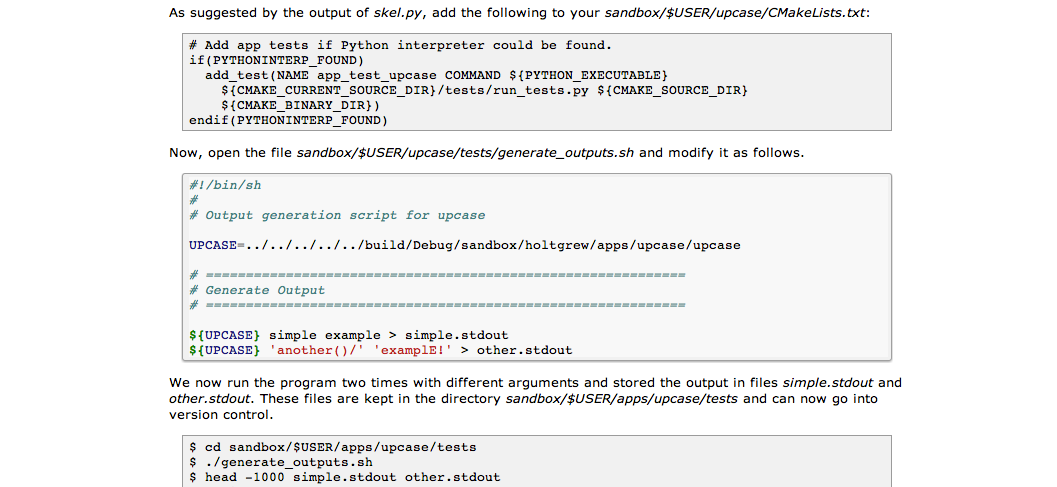 As suggested by the output of skel.py, add the following to your sandbox/$USER/upcase/CMakeLists.txt:
# Add app tests if Python interpreter could be found.
if(PYTHONINTERP_FOUND)
add_test(NAME app_test_upcase COMMAND ${PYTHON_EXECUTABLE}
${CMAKE_CURRENT_SOURCE_DIR}/tests/run_tests.py ${CMAKE_SOURCE_DIR}
${CMAKE_BINARY_DIR})
endif(PYTHONINTERP_FOUND)
Now, open the file sandbox/$USER/upcase/tests/generate_outputs.sh and modify it as follows.
#!/bin/sh
#
# Output generation script for upcase
UPCASE=../../../../../build/Debug/sandbox/holtgrew/apps/upcase/upcase
# ============================================================
# Generate Output
# ============================================================
${UPCASE} simple example > simple.stdout
${UPCASE} 'another()/' 'examplE!' > other.stdout
We now run the program two times with different arguments and stored the output in files simple.stdout and
other.stdout. These files are kept in the directory sandbox/$USER/apps/upcase/tests and can now go into
version control.
$ cd sandbox/$USER/apps/upcase/tests
$ ./generate_outputs.sh
$ head -1000 simple.stdout other.stdout